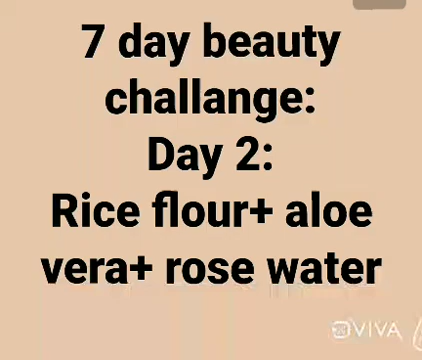 7 day beauty
challange:
Day 2:
Rice flour+ aloe
vera+ rose water
VIVA